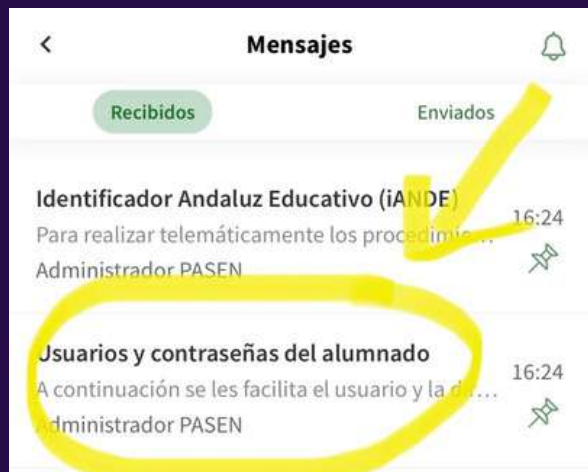 Mensajes
Recibidos Enviados
Identificador Andaluz Educativo (iANDE)
16:24
Para realizar telemáticamente los procedimie...
Administrador PASEN
Usuarios y contraseñas del alumnado
16:24
A continuación se les facilita el usuario y la
Administrador PASEN